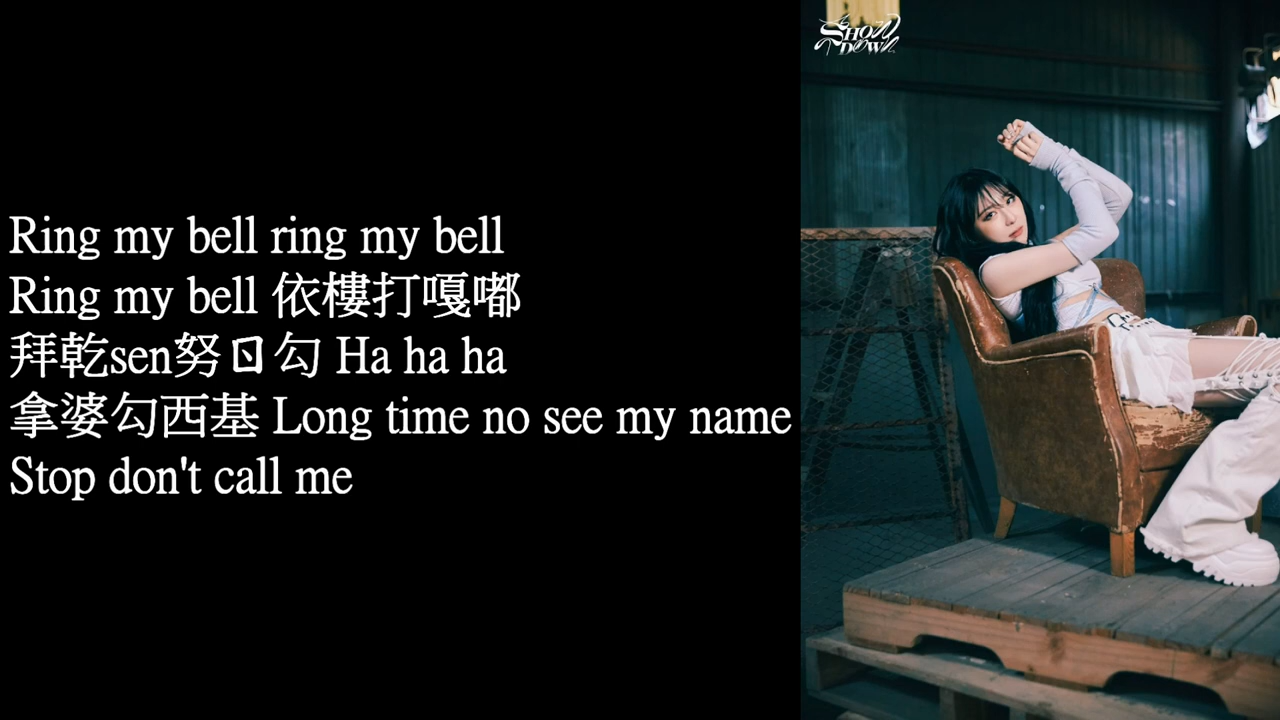 Ring my bell ring my bell
Ring my bell 依樓打嘎嘟
拜乾sen努ㄖ勾 Ha ha ha
拿婆勾西基 Long time no see my name
Stop don't call me
SHOW
DOWN